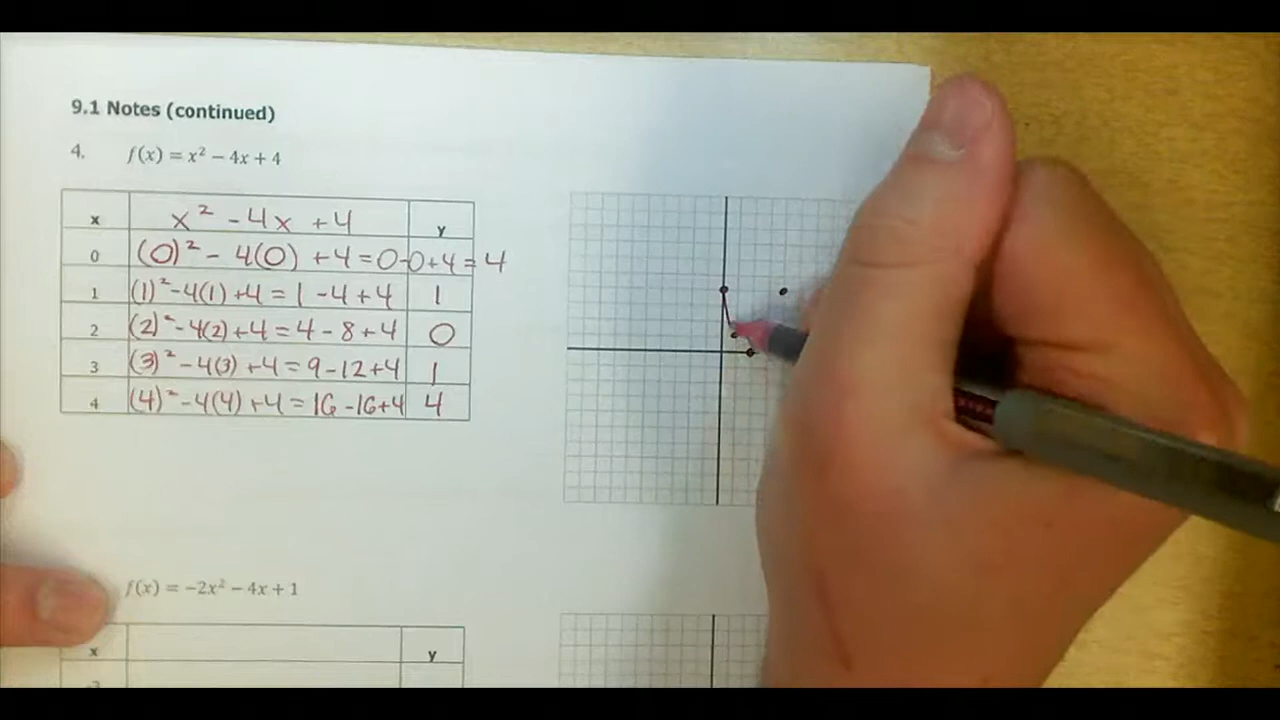 9.1 Notes (continued)
4. f(x) = x² − 4x + 4
x x² - 4x + 4 y
0 (0)² - 4(0) + 4 = 0-0+4 = 4
1 (1)² - 4(1) + 4 = 1 - 4 + 4 1
2 (2)² - 4(2) + 4 = 4 - 8 + 4 0
3 (3)² - 4(3) + 4 = 9 - 12 + 4 1
4 (4)² - 4(4) + 4 = 16 - 16 + 4 4
f(x) = −2x² − 4x + 1
x y